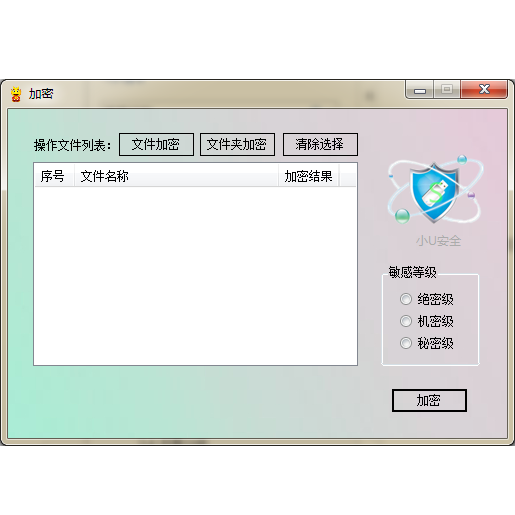 加密
操作文件列表： 文件加密 文件夹加密 清除选择
序号 文件名称 加密结果
小U安全
敏感等级
绝密级
机密级
秘密级
加密